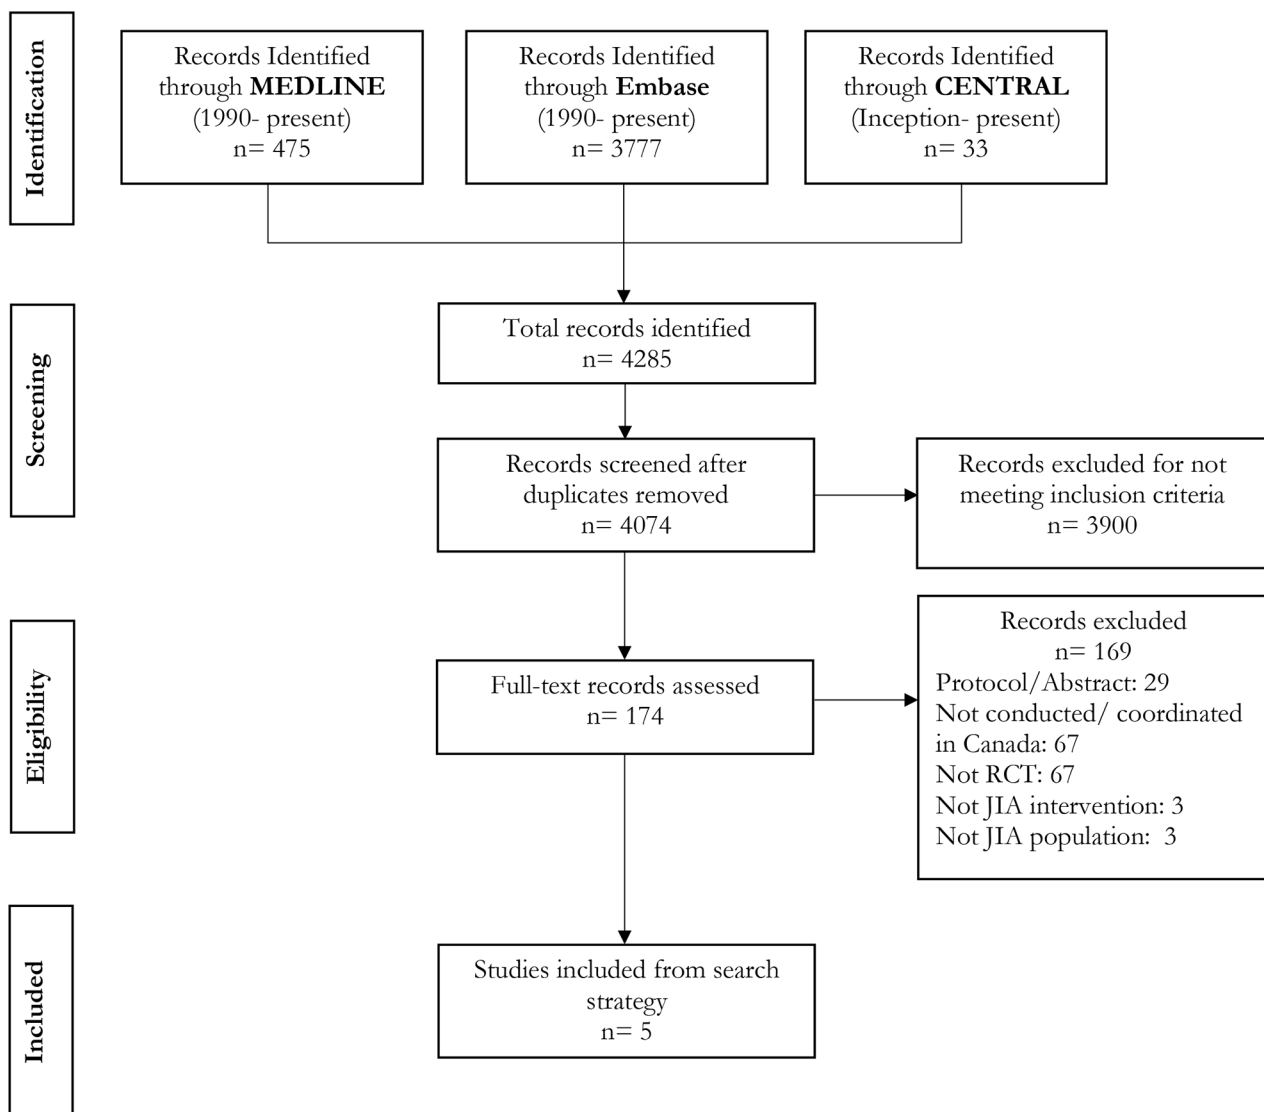 Identification
Records Identified
through MEDLINE
(1990- present)
n= 475
Records Identified
through Embase
(1990- present)
n= 3777
Records Identified
through CENTRAL
(Inception- present)
n= 33
Screening
Total records identified
n= 4285
Records screened after
duplicates removed
n= 4074
Records excluded for not
meeting inclusion criteria
n= 3900
Eligibility
Full-text records assessed
n= 174
Records excluded
n= 169
Protocol/Abstract: 29
Not conducted/ coordinated
in Canada: 67
Not RCT: 67
Not JIA intervention: 3
Not JIA population:  3
Included
Studies included from search
strategy
n= 5